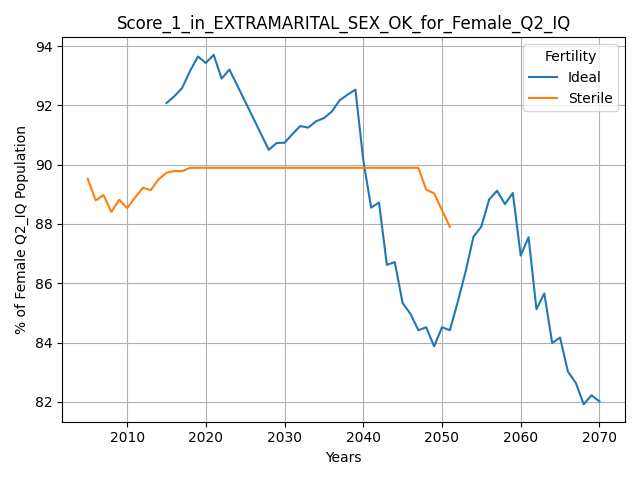 Score_1_in_EXTRAMARITAL_SEX_OK_for_Female_Q2_IQ
Fertility
Ideal
Sterile
% of Female Q2_IQ Population
94
92
90
88
86
84
82
2010
2020
2030
2040
2050
2060
2070
Years